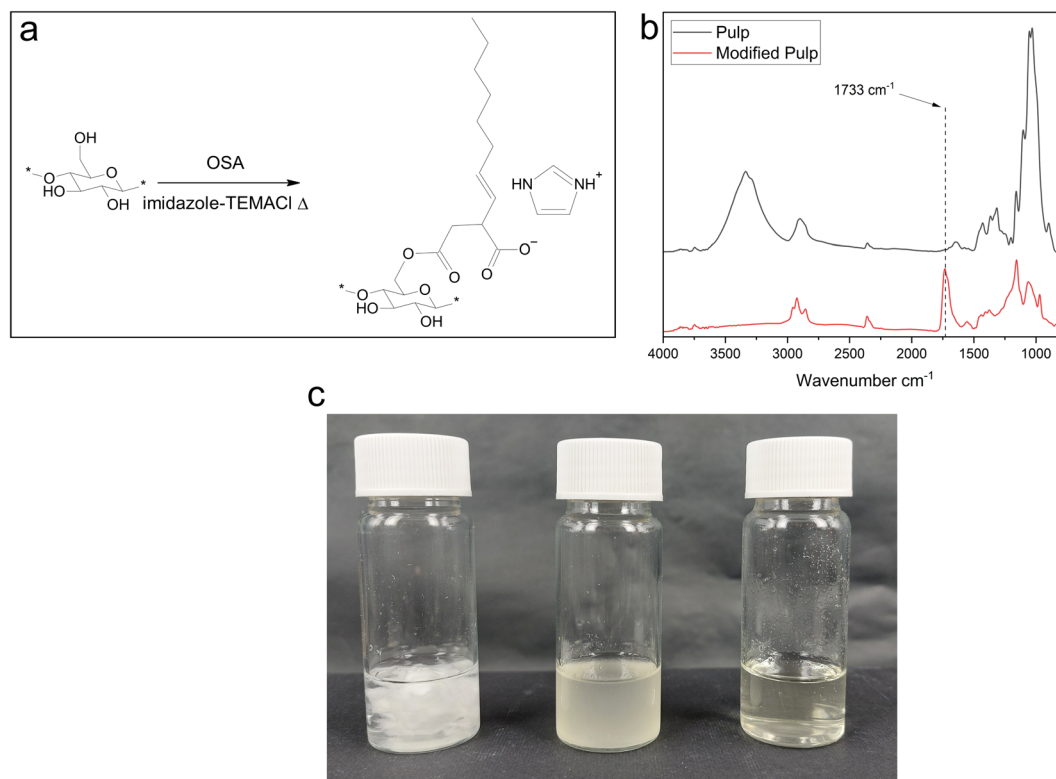 a
OSA
imidazole-TEMACl Δ
OH
*
O
O
*
HO
OH
HN
NH+
O
O
O
O−
*
O
O
*
HO
OH
b
Pulp
Modified Pulp
1733 cm-1
4000 3500 3000 2500 2000 1500 1000
Wavenumber cm-1
c